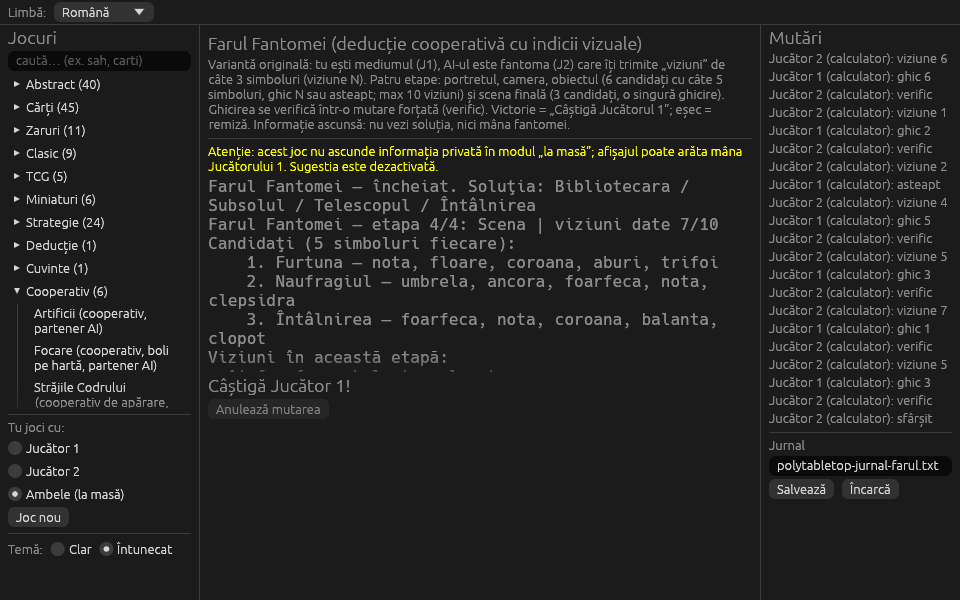 Limbă: Română
Jocuri
caută... (ex. sah, carti)
Abstract (40)
Cărți (45)
Zaruri (11)
Clasic (9)
TCG (5)
Miniaturi (6)
Strategie (24)
Deducție (1)
Cuvinte (1)
Cooperativ (6)
Artificii (cooperativ,
partener AI)
Focare (cooperativ, boli
pe hartă, partener AI)
Străjile Codrului
(cooperativ de apărare,
Tu joci cu:
Jucător 1
Jucător 2
Ambele (la masă)
Joc nou
Temă: Clar Întunecat
Farul Fantomei (deducție cooperativă cu indicii vizuale)
Variantă originală: tu ești mediumul (J1), AI-ul este fantoma (J2) care îți trimite „viziuni” de
câte 3 simboluri (viziune N). Patru etape: portretul, camera, obiectul (6 candidați cu câte 5
simboluri, ghic N sau asteapt; max 10 viziuni) și scena finală (3 candidați, o singură ghicire).
Ghicirea se verifică într-o mutare forțată (verific). Victorie = „Câștigă Jucătorul 1”; eșec =
remiză. Informație ascunsă: nu vezi soluția, nici mâna fantomei.
Atenție: acest joc nu ascunde informația privată în modul „la masă”; afișajul poate arăta mâna
Jucătorului 1. Sugestia este dezactivată.
Farul Fantomei — încheiat. Soluţia: Bibliotecara /
Subsolul / Telescopul / Întâlnirea
Farul Fantomei — etapa 4/4: Scena | viziuni date 7/10
Candidaţi (5 simboluri fiecare):
1. Furtuna — nota, floare, coroana, aburi, trifoi
2. Naufragiul — umbrela, ancora, foarfeca, nota,
clepsidra
3. Întâlnirea — foarfeca, nota, coroana, balanta,
clopot
Viziuni în această etapă:
Câștigă Jucător 1!
Anulează mutarea
Mutări
Jucător 2 (calculator): viziune 6
Jucător 1 (calculator): ghic 6
Jucător 2 (calculator): verific
Jucător 2 (calculator): viziune 1
Jucător 1 (calculator): ghic 2
Jucător 2 (calculator): verific
Jucător 2 (calculator): viziune 2
Jucător 1 (calculator): asteapt
Jucător 2 (calculator): viziune 4
Jucător 1 (calculator): ghic 5
Jucător 2 (calculator): verific
Jucător 2 (calculator): viziune 5
Jucător 1 (calculator): ghic 3
Jucător 2 (calculator): verific
Jucător 2 (calculator): viziune 7
Jucător 1 (calculator): ghic 1
Jucător 2 (calculator): verific
Jucător 2 (calculator): viziune 5
Jucător 1 (calculator): ghic 3
Jucător 2 (calculator): verific
Jucător 2 (calculator): sfârșit
Jurnal
polytabletop-jurnal-farul.txt
Salvează Încarcă